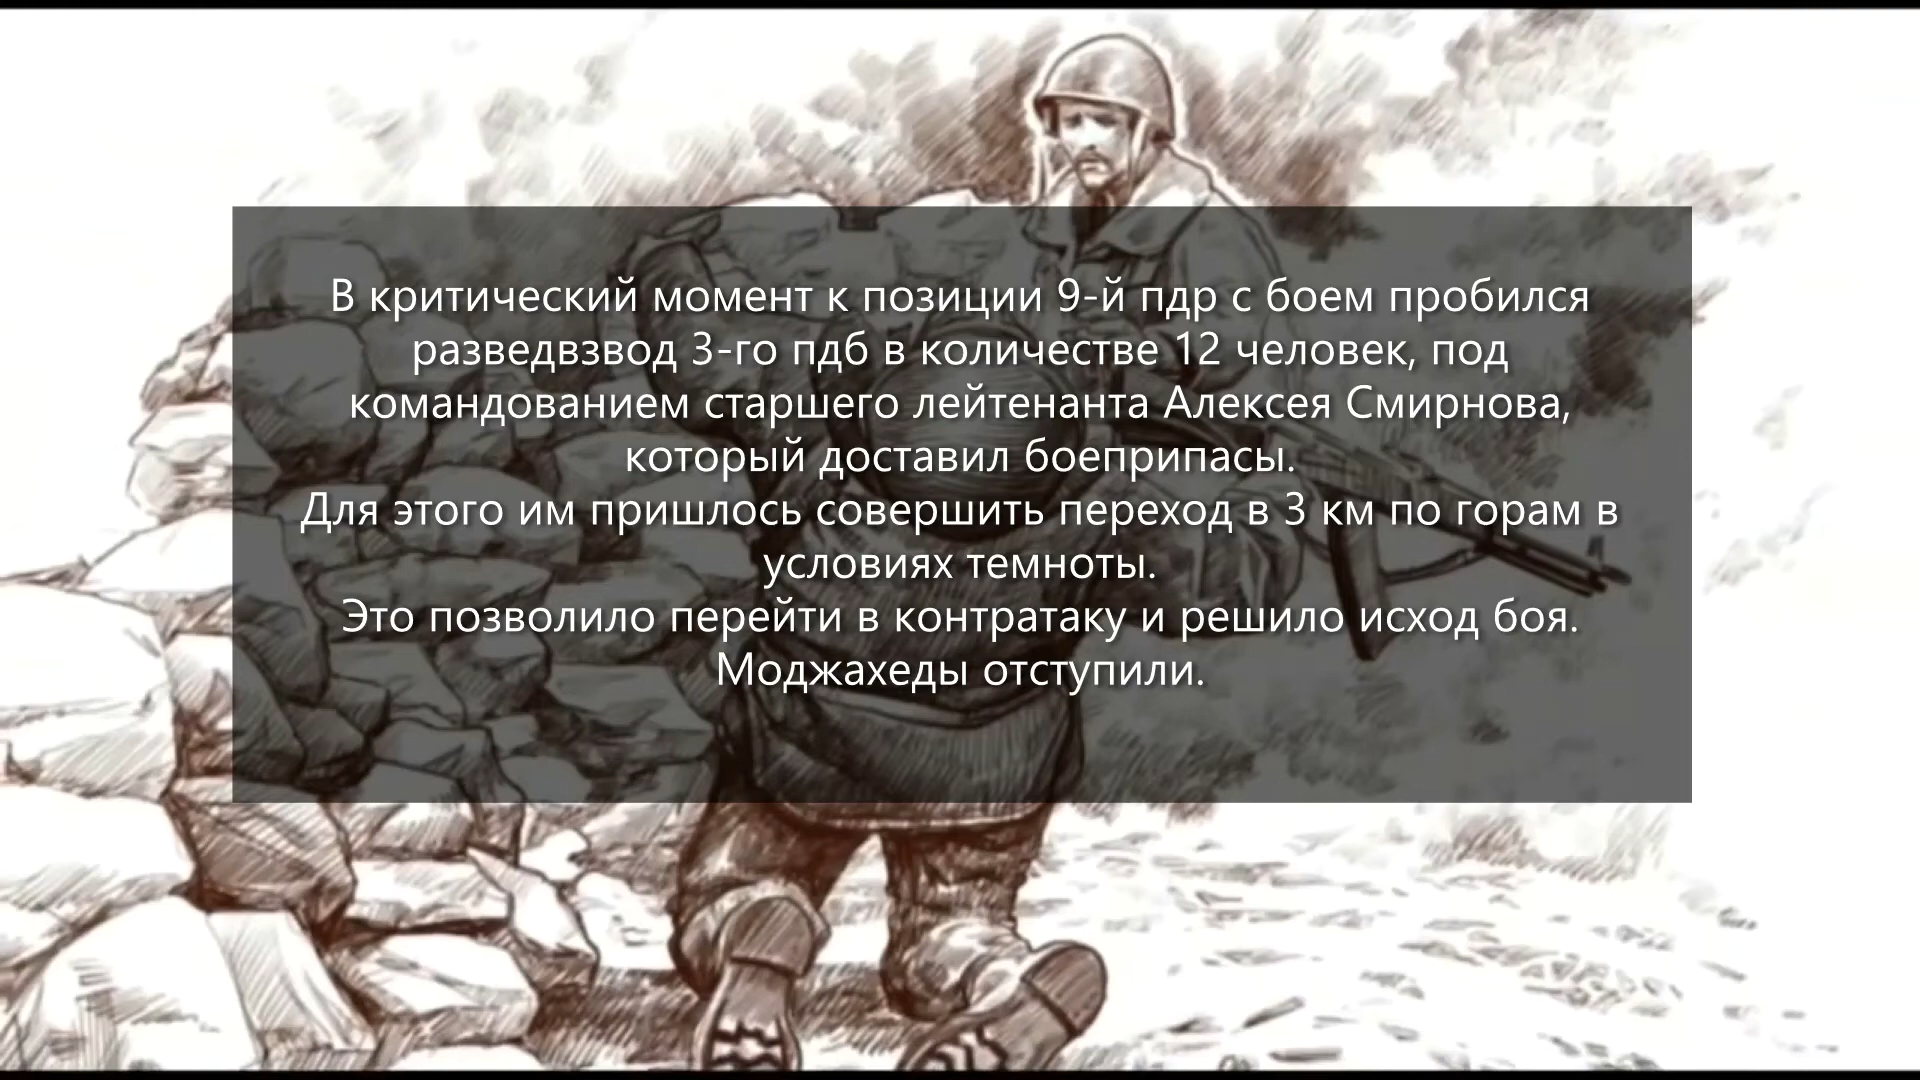 В критический момент к позиции 9-й пдр с боем пробился
разведвзвод 3-го пдб в количестве 12 человек, под
командованием старшего лейтенанта Алексея Смирнова,
который доставил боеприпасы.
Для этого им пришлось совершить переход в 3 км по горам в
условиях темноты.
Это позволило перейти в контратаку и решило исход боя.
Моджахеды отступили.